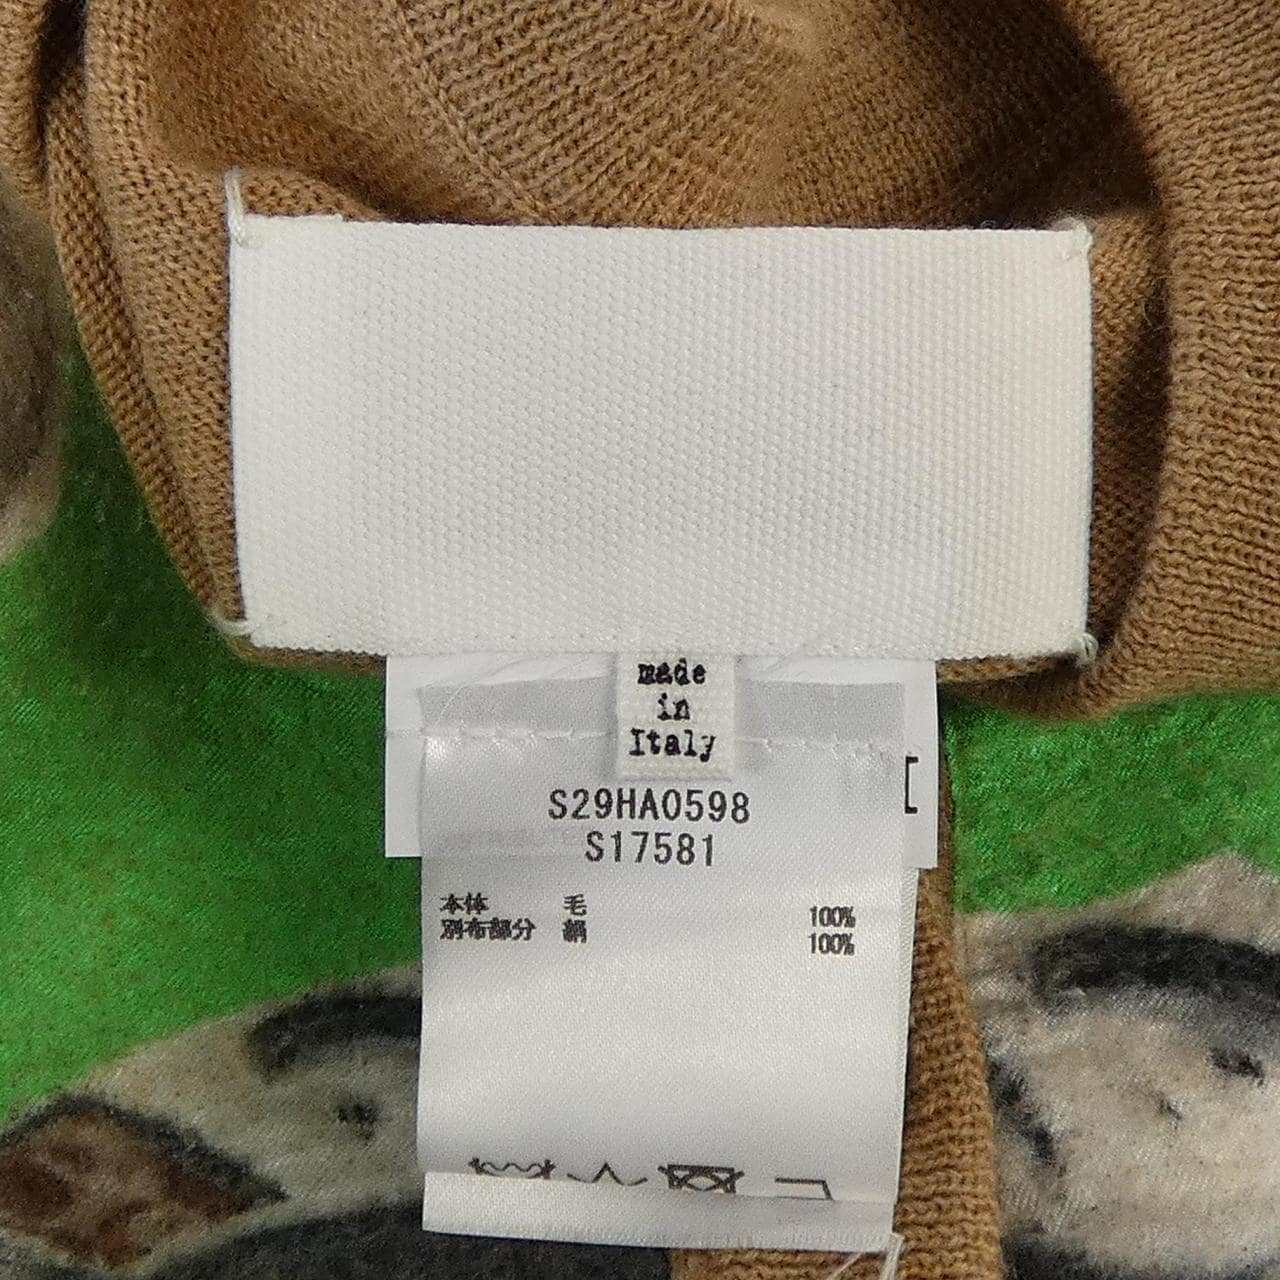 made
in
Italy
S29HA0598
S17581
本体 毛 100%
別布部分 絹 100%